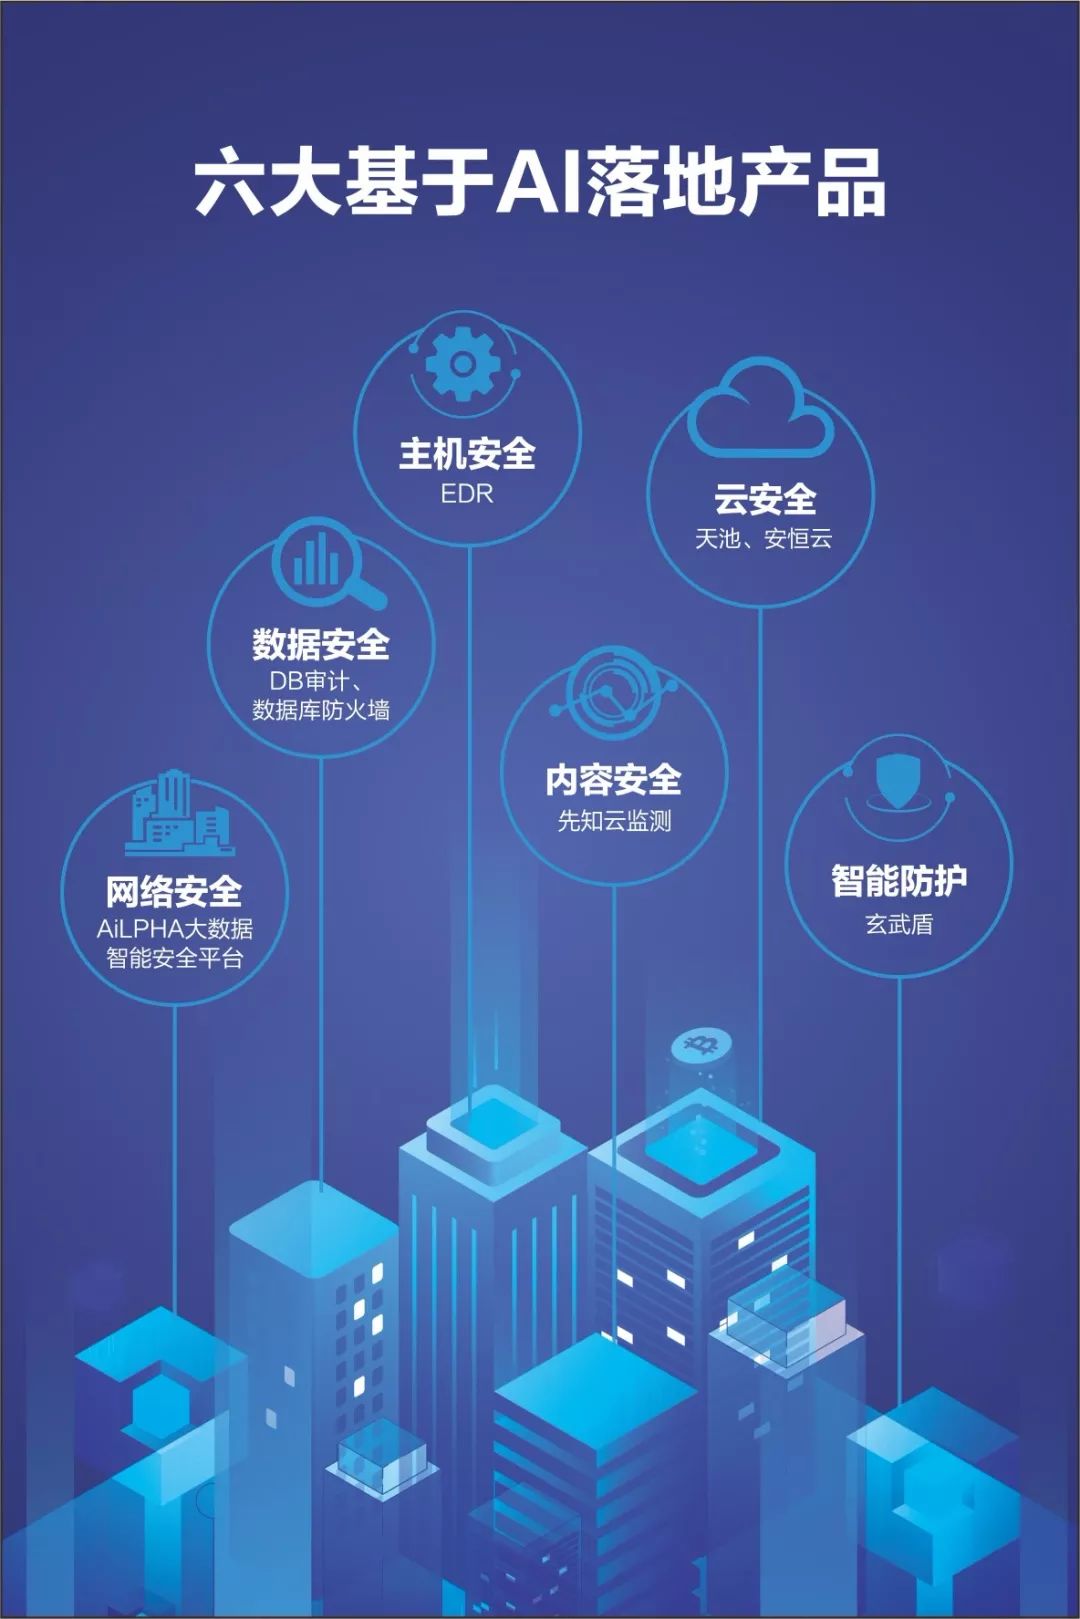 六大基于AI落地产品
主机安全
EDR
云安全
天池、安恒云
数据安全
DB审计、
数据库防火墙
内容安全
先知云监测
智能防护
玄武盾
网络安全
AiLPHA大数据
智能安全平台